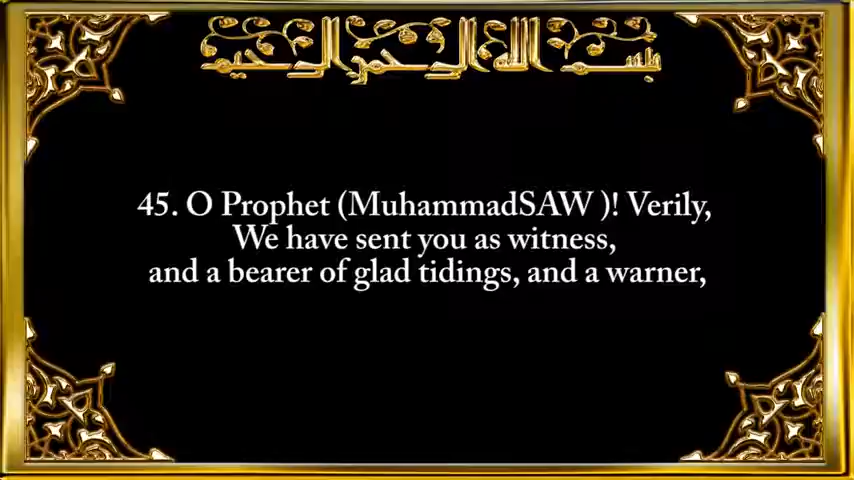 بسم الله الرحمن الرحيم
45. O Prophet (MuhammadSAW )! Verily,
We have sent you as witness,
and a bearer of glad tidings, and a warner,